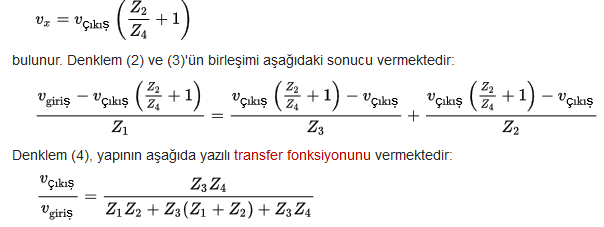 v_x = v_çıkış ( Z_2 / Z_4 + 1 )
bulunur. Denklem (2) ve (3)'ün birleşimi aşağıdaki sonucu vermektedir:
( v_giriş − v_çıkış ( Z_2 / Z_4 + 1 ) ) / Z_1 = ( v_çıkış ( Z_2 / Z_4 + 1 ) − v_çıkış ) / Z_3 + ( v_çıkış ( Z_2 / Z_4 + 1 ) − v_çıkış ) / Z_2
Denklem (4), yapının aşağıda yazılı transfer fonksiyonunu vermektedir:
v_çıkış / v_giriş = Z_3 Z_4 / ( Z_1 Z_2 + Z_3 (Z_1 + Z_2) + Z_3 Z_4 )